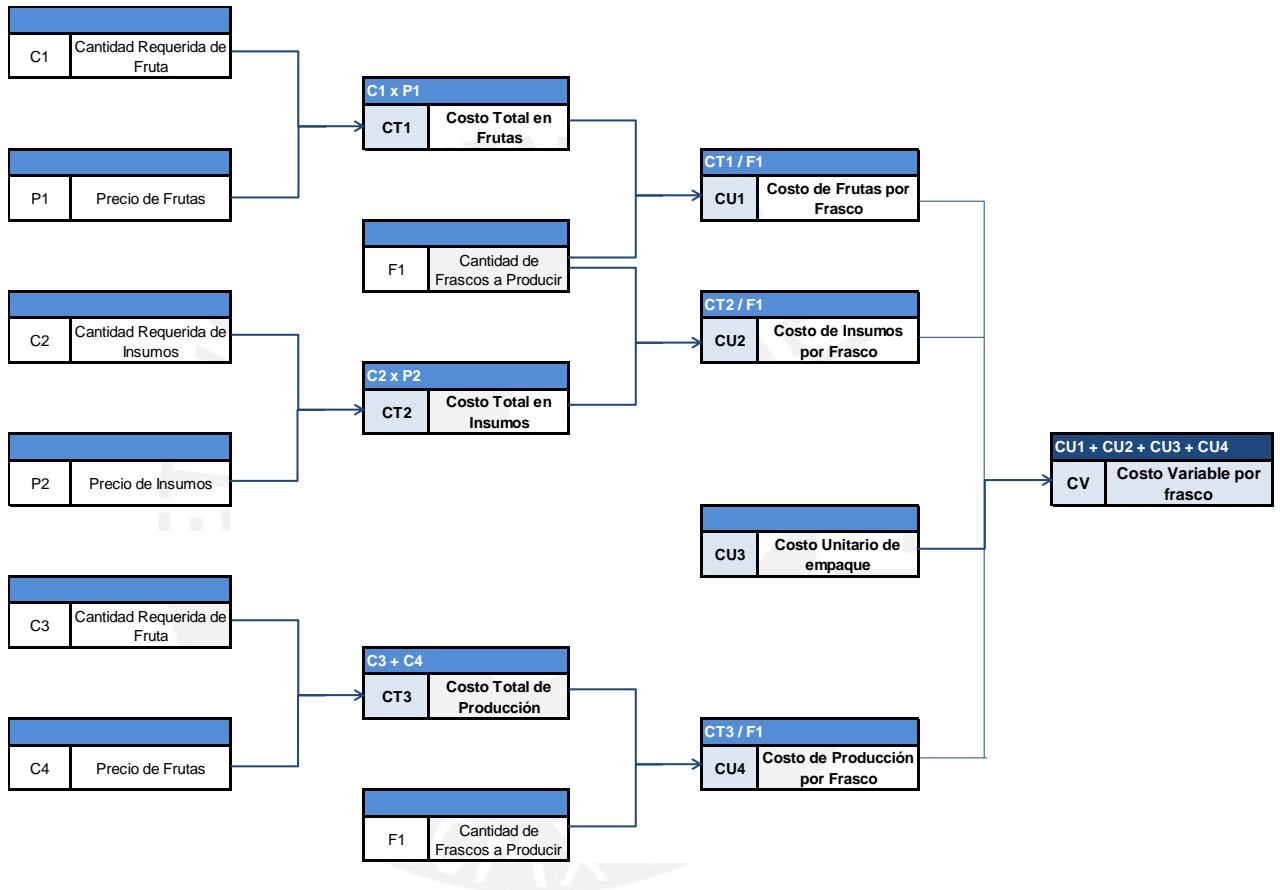 C1
Cantidad Requerida de
Fruta
P1
Precio de Frutas
C2
Cantidad Requerida de
Insumos
P2
Precio de Insumos
C3
Cantidad Requerida de
Fruta
C4
Precio de Frutas
C1 x P1
CT1
Costo Total en
Frutas
F1
Cantidad de
Frascos a Producir
C2 x P2
CT2
Costo Total en
Insumos
C3 + C4
CT3
Costo Total de
Producción
F1
Cantidad de
Frascos a Producir
CT1 / F1
CU1
Costo de Frutas por
Frasco
CT2 / F1
CU2
Costo de Insumos
por Frasco
CU3
Costo Unitario de
empaque
CT3 / F1
CU4
Costo de Producción
por Frasco
CU1 + CU2 + CU3 + CU4
CV
Costo Variable por
frasco